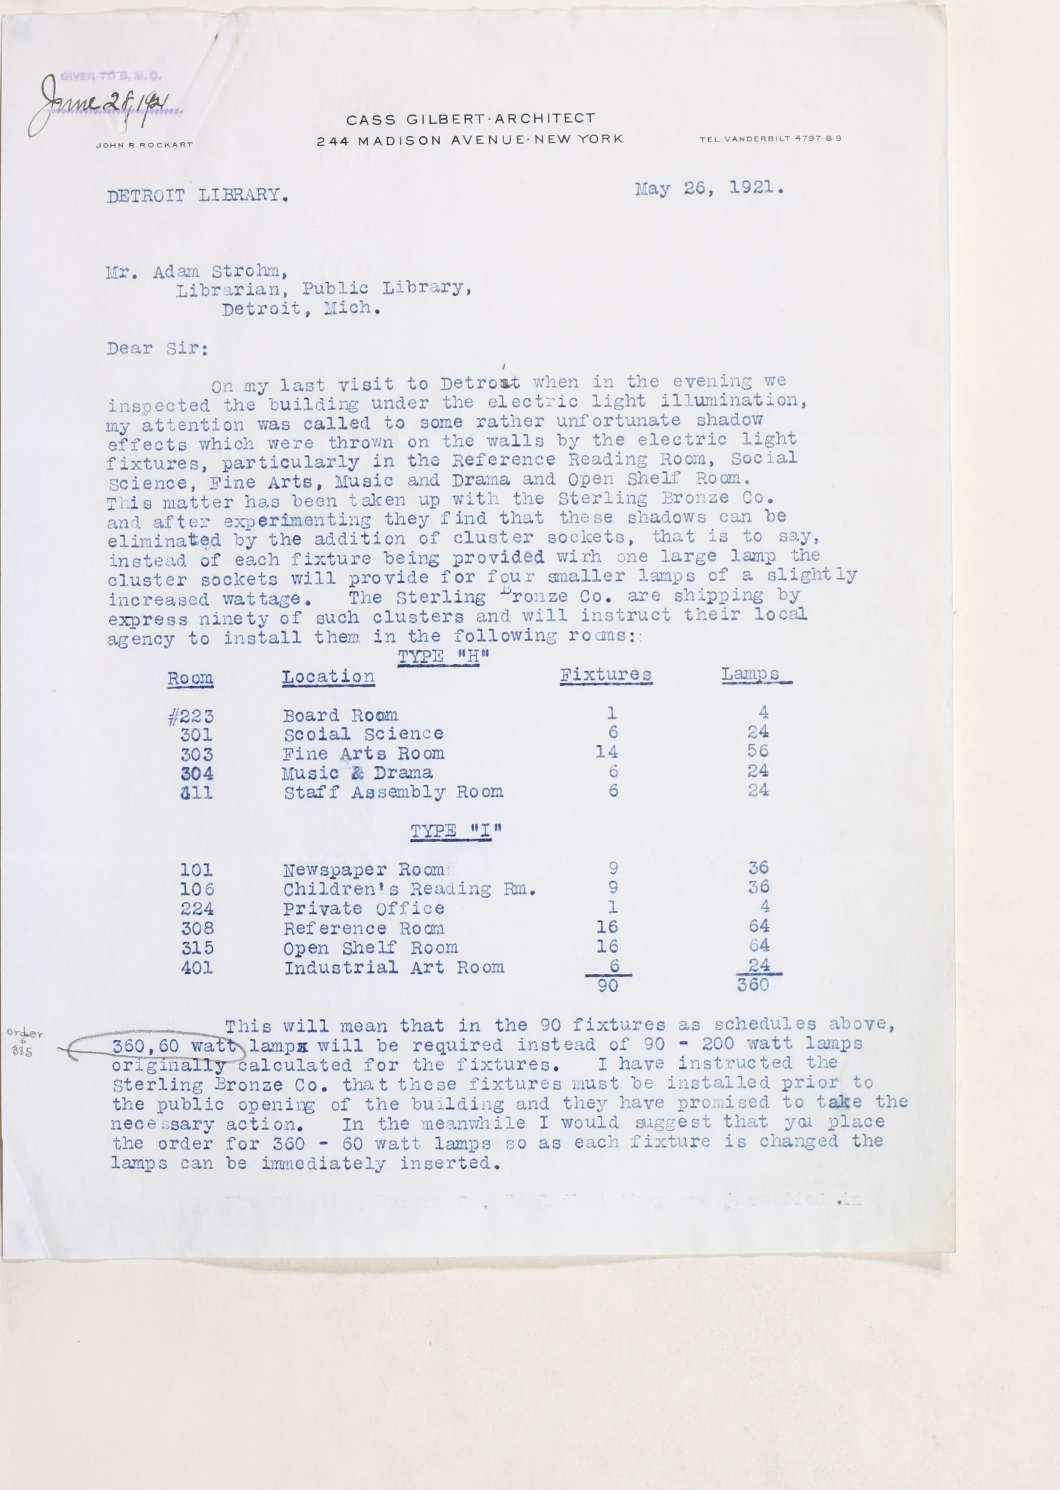 GIVEN TO B. M. C.
June 28, 1921
CASS GILBERT·ARCHITECT
244 MADISON AVENUE-NEW YORK
JOHN R. ROCKART
TEL. VANDERBILT 4797-8-9
DETROIT LIBRARY.
May 26, 1921.
Mr. Adam Strohm,
Librarian, Public Library,
Detroit, Mich.
Dear Sir:
On my last visit to Detroit when in the evening we
inspected the building under the electric light illumination,
my attention was called to some rather unfortunate shadow
effects which were thrown on the walls by the electric light
fixtures, particularly in the Reference Reading Room, Social
Science, Fine Arts, Music and Drama and Open Shelf Room.
This matter has been taken up with the Sterling Bronze Co.
and after experimenting they find that these shadows can be
eliminated by the addition of cluster sockets, that is to say,
instead of each fixture being provided wirh one large lamp the
cluster sockets will provide for four smaller lamps of a slightly
increased wattage. The Sterling Bronze Co. are shipping by
express ninety of such clusters and will instruct their local
agency to install them in the following rooms::
TYPE "H"
Room Location Fixtures Lamps
#223 Board Room 1 4
301 Scoial Science 6 24
303 Fine Arts Room 14 56
304 Music & Drama 6 24
311 Staff Assembly Room 6 24
TYPE "I"
101 Newspaper Room 9 36
106 Children's Reading Rm. 9 36
224 Private Office 1 4
308 Reference Room 16 64
315 Open Shelf Room 16 64
401 Industrial Art Room 6 24
90 360
This will mean that in the 90 fixtures as schedules above,
order
#
885
360,60 watt lamps will be required instead of 90 - 200 watt lamps
originally calculated for the fixtures. I have instructed the
Sterling Bronze Co. that these fixtures must be installed prior to
the public opening of the building and they have promised to take the
necessary action. In the meanwhile I would suggest that you place
the order for 360 - 60 watt lamps so as each fixture is changed the
lamps can be immediately inserted.